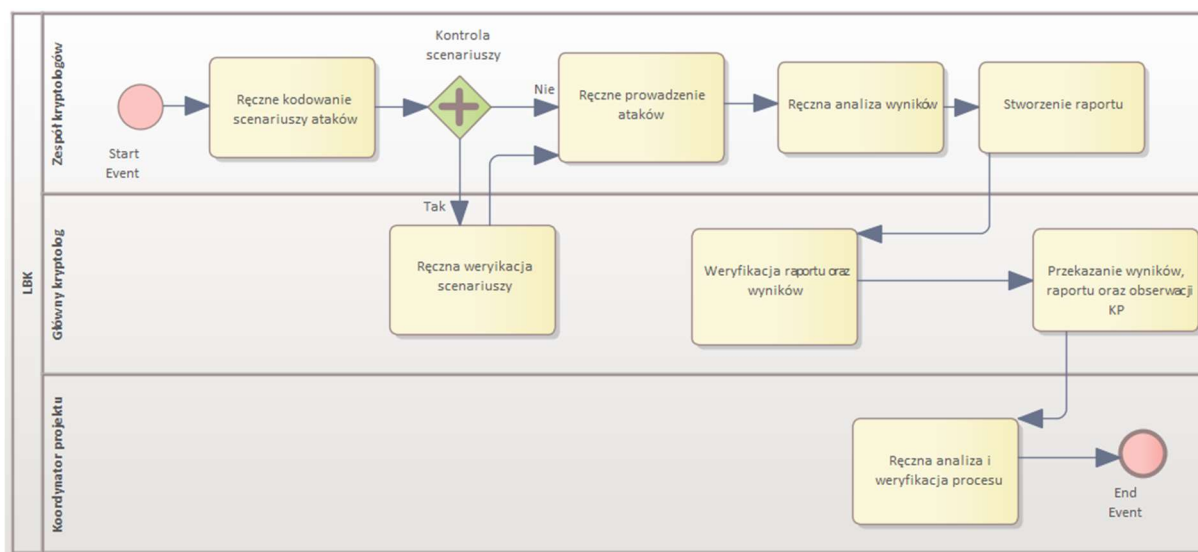 LBK
Zespół kryptologów
Start
Event
Ręczne kodowanie
scenariuszy ataków
Kontrola
scenariuszy
Nie
Tak
Ręczne prowadzenie
ataków
Ręczna analiza wyników
Stworzenie raportu
Główny kryptolog
Ręczna weryikacja
scenariuszy
Weryfikacja raportu oraz
wyników
Przekazanie wyników,
raportu oraz obserwacji
KP
Koordynator projektu
Ręczna analiza i
weryfikacja procesu
End
Event